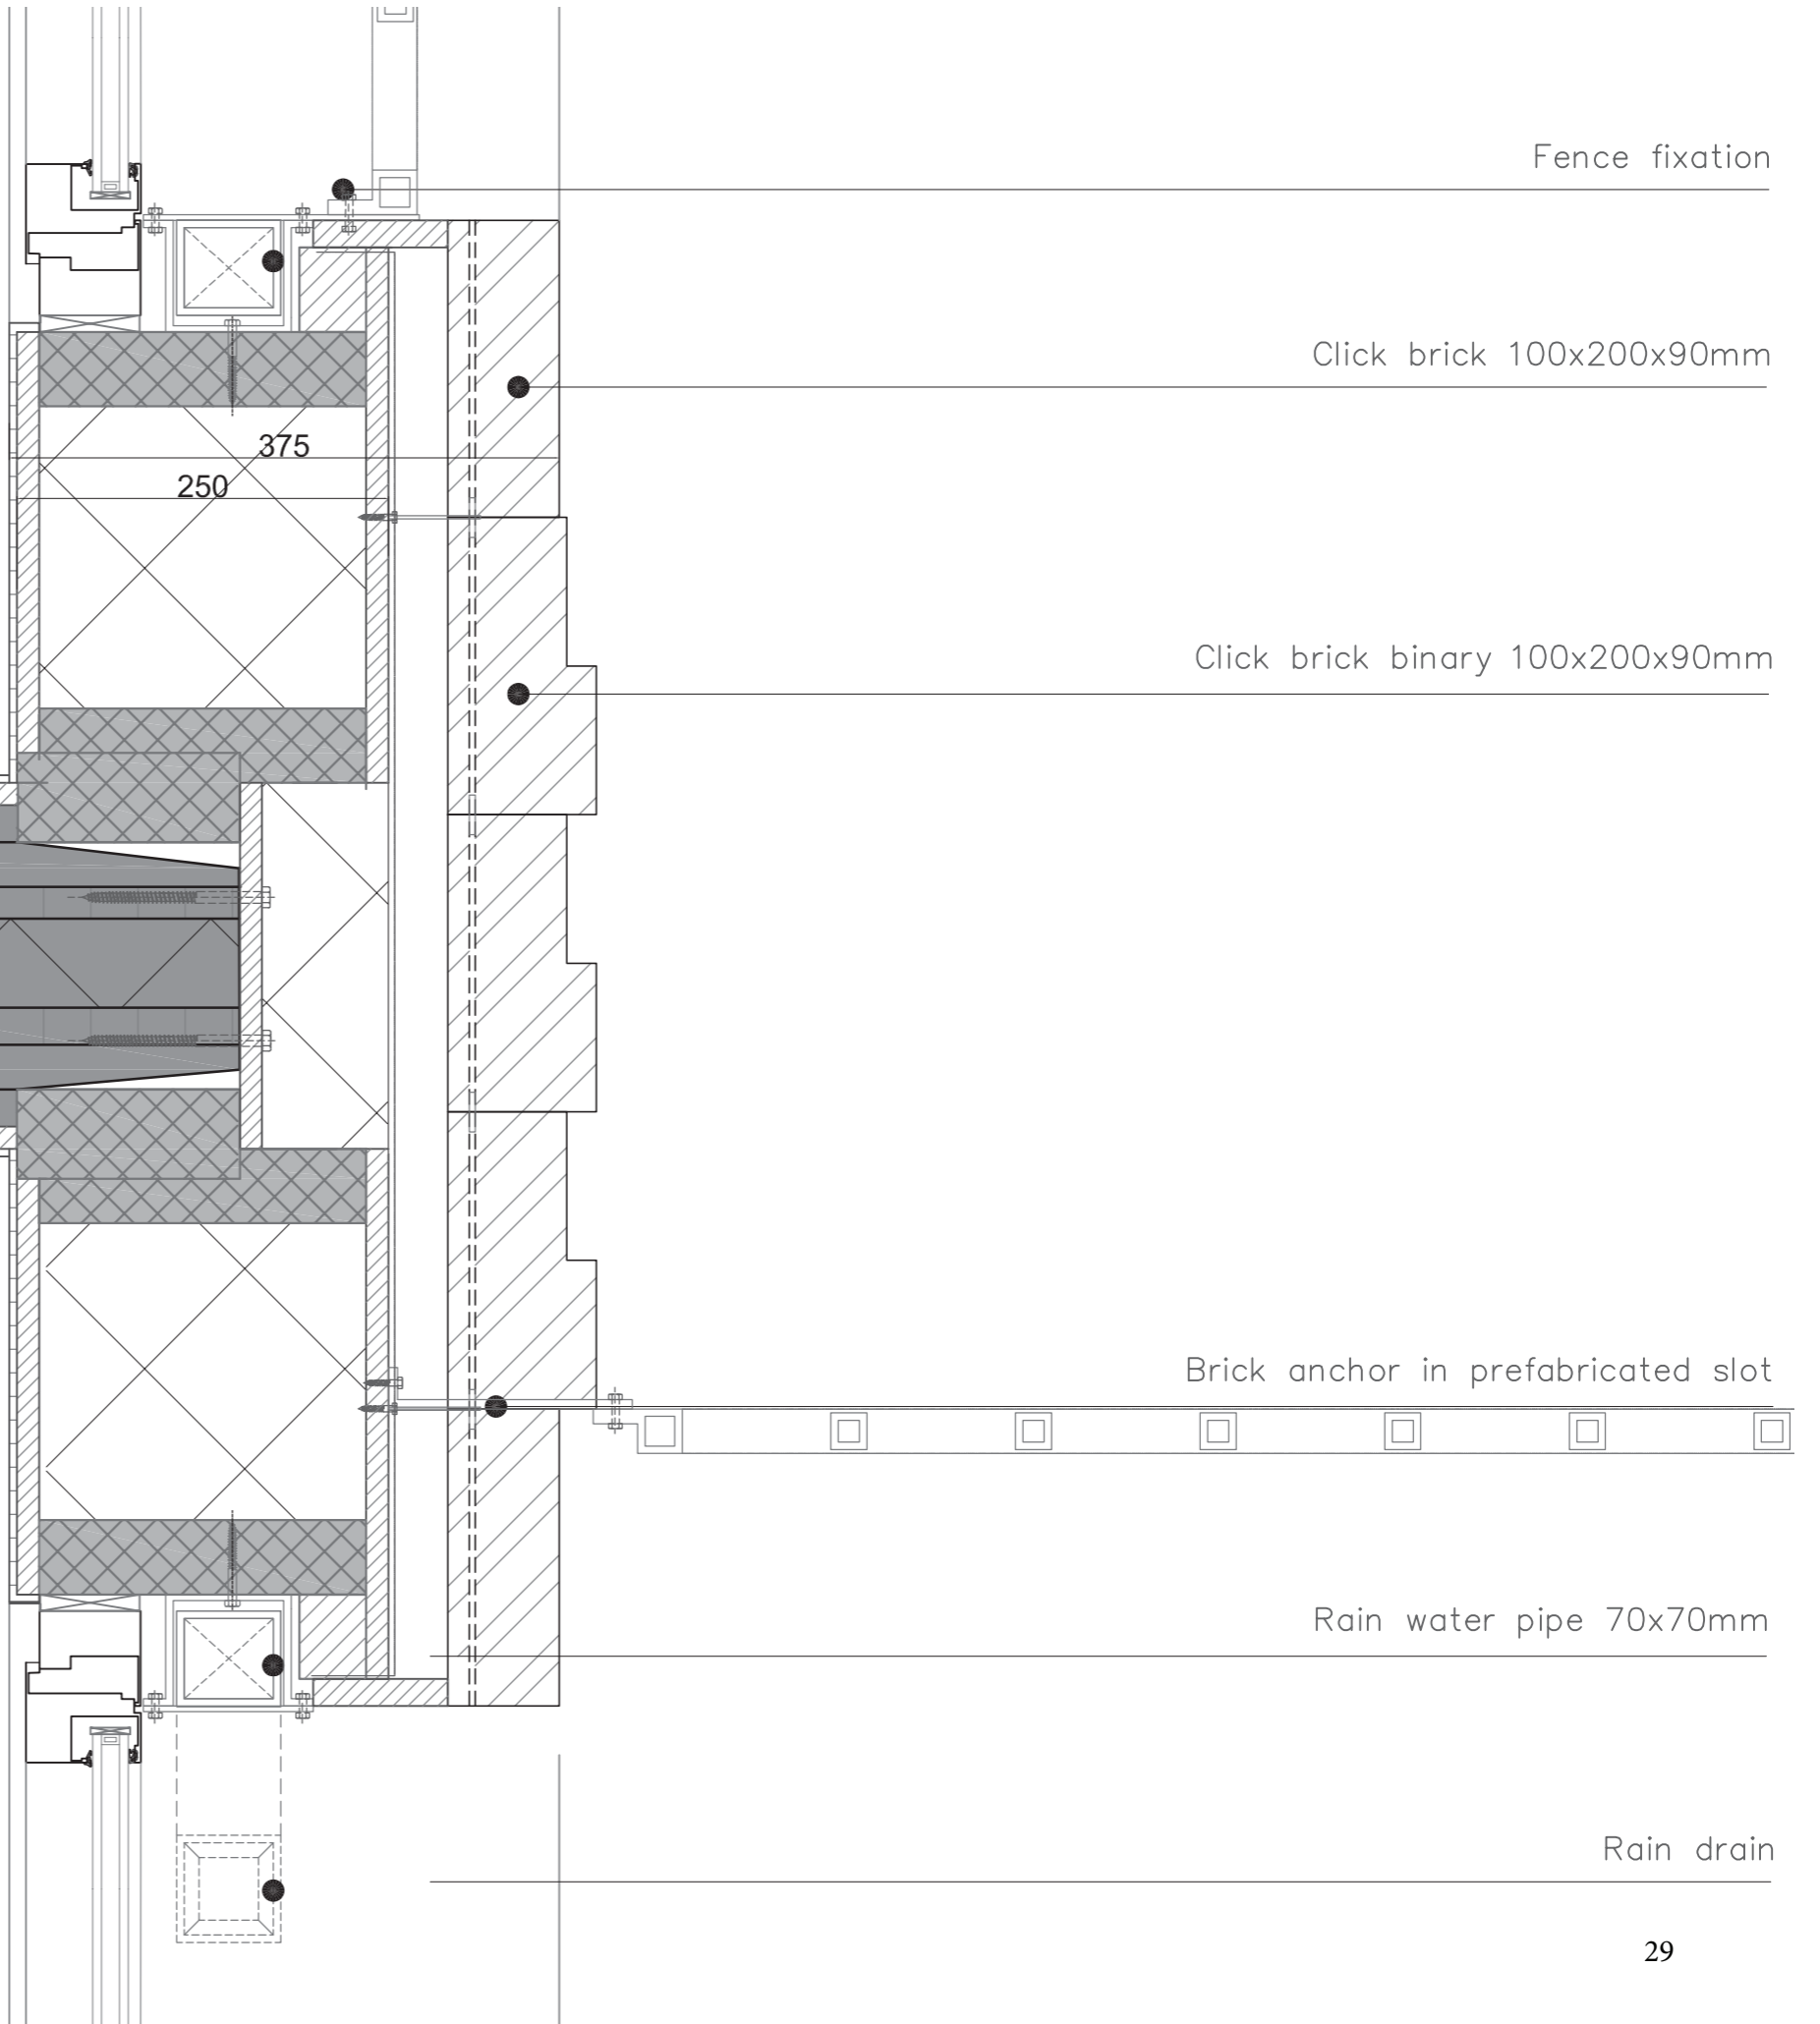 Fence fixation
Click brick 100x200x90mm
375
250
Click brick binary 100x200x90mm
Brick anchor in prefabricated slot
Rain water pipe 70x70mm
Rain drain
29